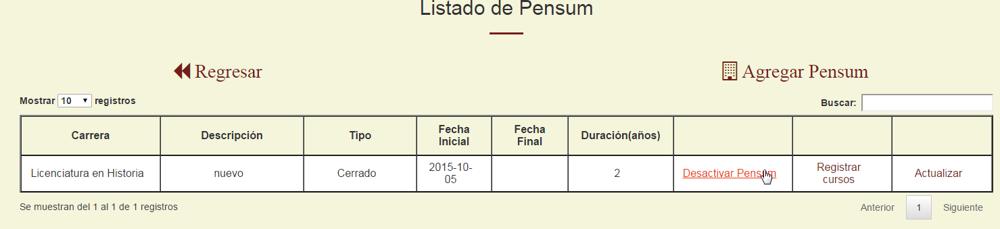 Listado de Pensum
Regresar
Agregar Pensum
Mostrar 10 registros
Buscar:
Carrera
Descripción
Tipo
Fecha
Inicial
Fecha
Final
Duración(años)
Licenciatura en Historia
nuevo
Cerrado
2015-10-
05
2
Desactivar Pensum
Registrar
cursos
Actualizar
Se muestran del 1 al 1 de 1 registros
Anterior
1
Siguiente